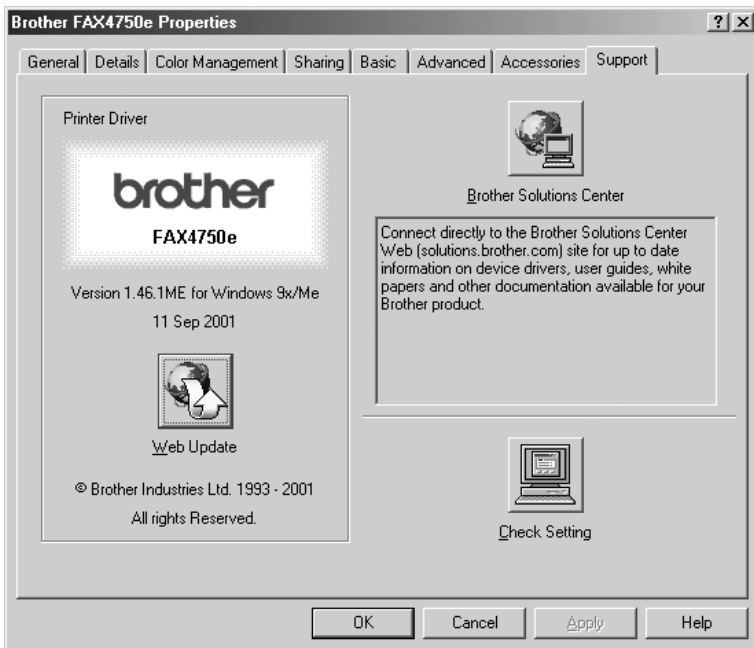 Brother FAX4750e Properties
General Details Color Management Sharing Basic Advanced Accessories Support
Printer Driver
brother
FAX4750e
Version 1.46.1ME for Windows 9x/Me
11 Sep 2001
Web Update
© Brother Industries Ltd. 1993 - 2001
All rights Reserved.
Brother Solutions Center
Connect directly to the Brother Solutions Center
Web (solutions.brother.com) site for up to date
information on device drivers, user guides, white
papers and other documentation available for your
Brother product.
Check Setting
OK Cancel Apply Help